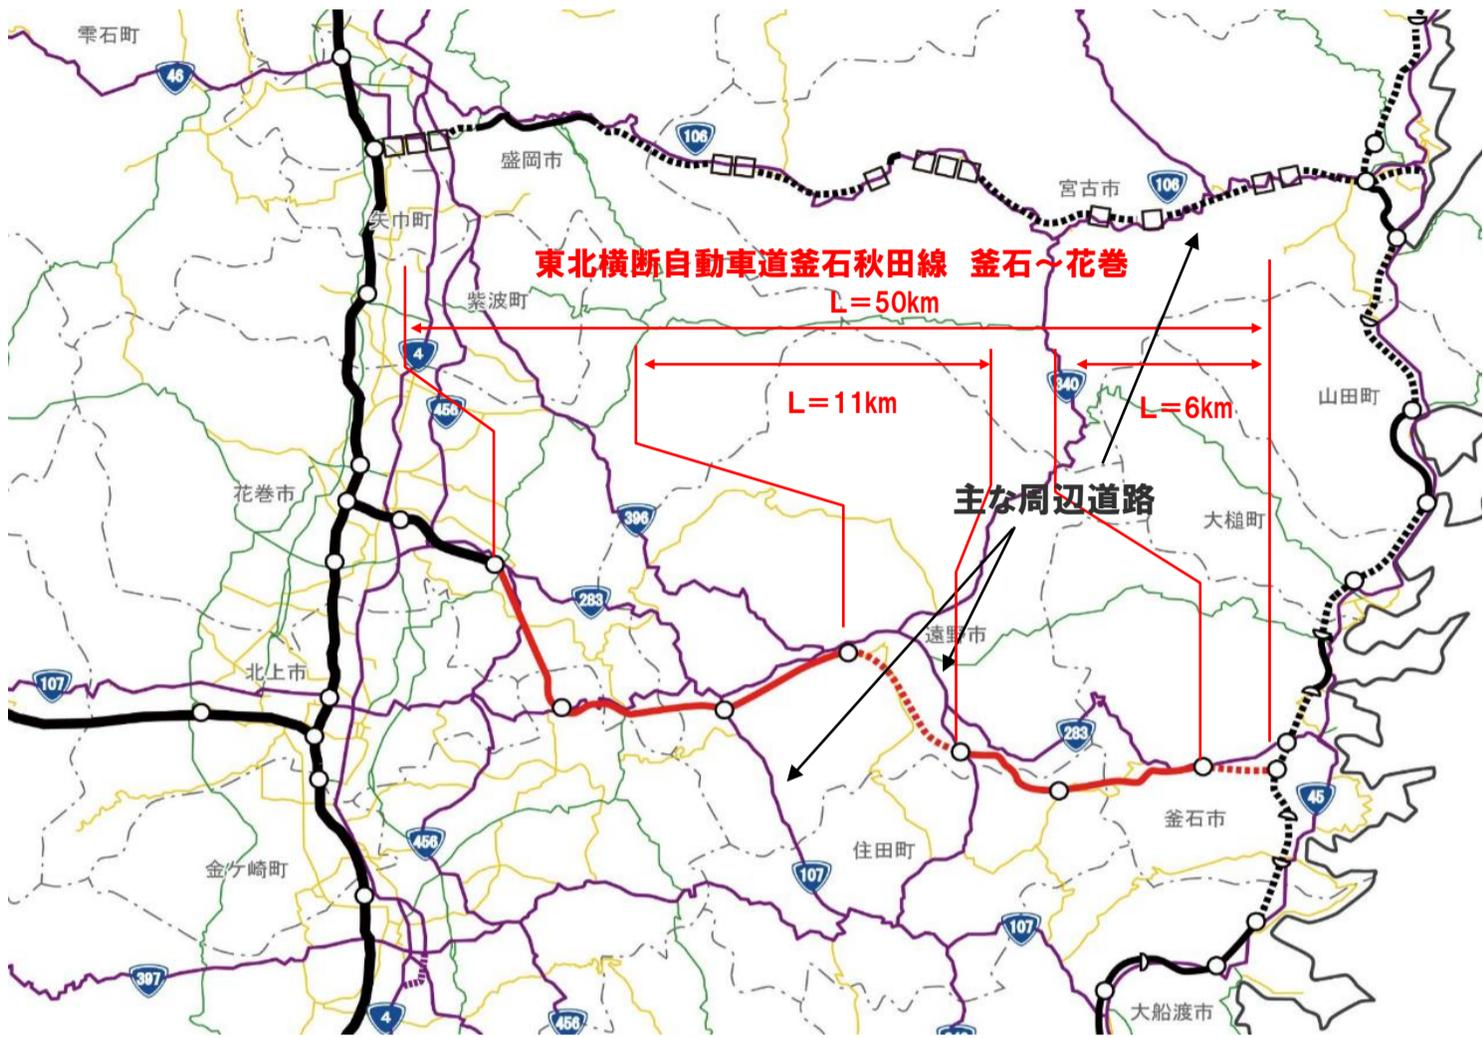 雫石町
46
盛岡市
106
宮古市
106
矢巾町
東北横断自動車道釜石秋田線 釜石～花巻
紫波町
L=50km
4
340
456
L=11km
L=6km
山田町
花巻市
主な周辺道路
396
大槌町
283
遠野市
北上市
107
283
45
釜石市
456
住田町
金ケ崎町
107
107
397
4
456
大船渡市